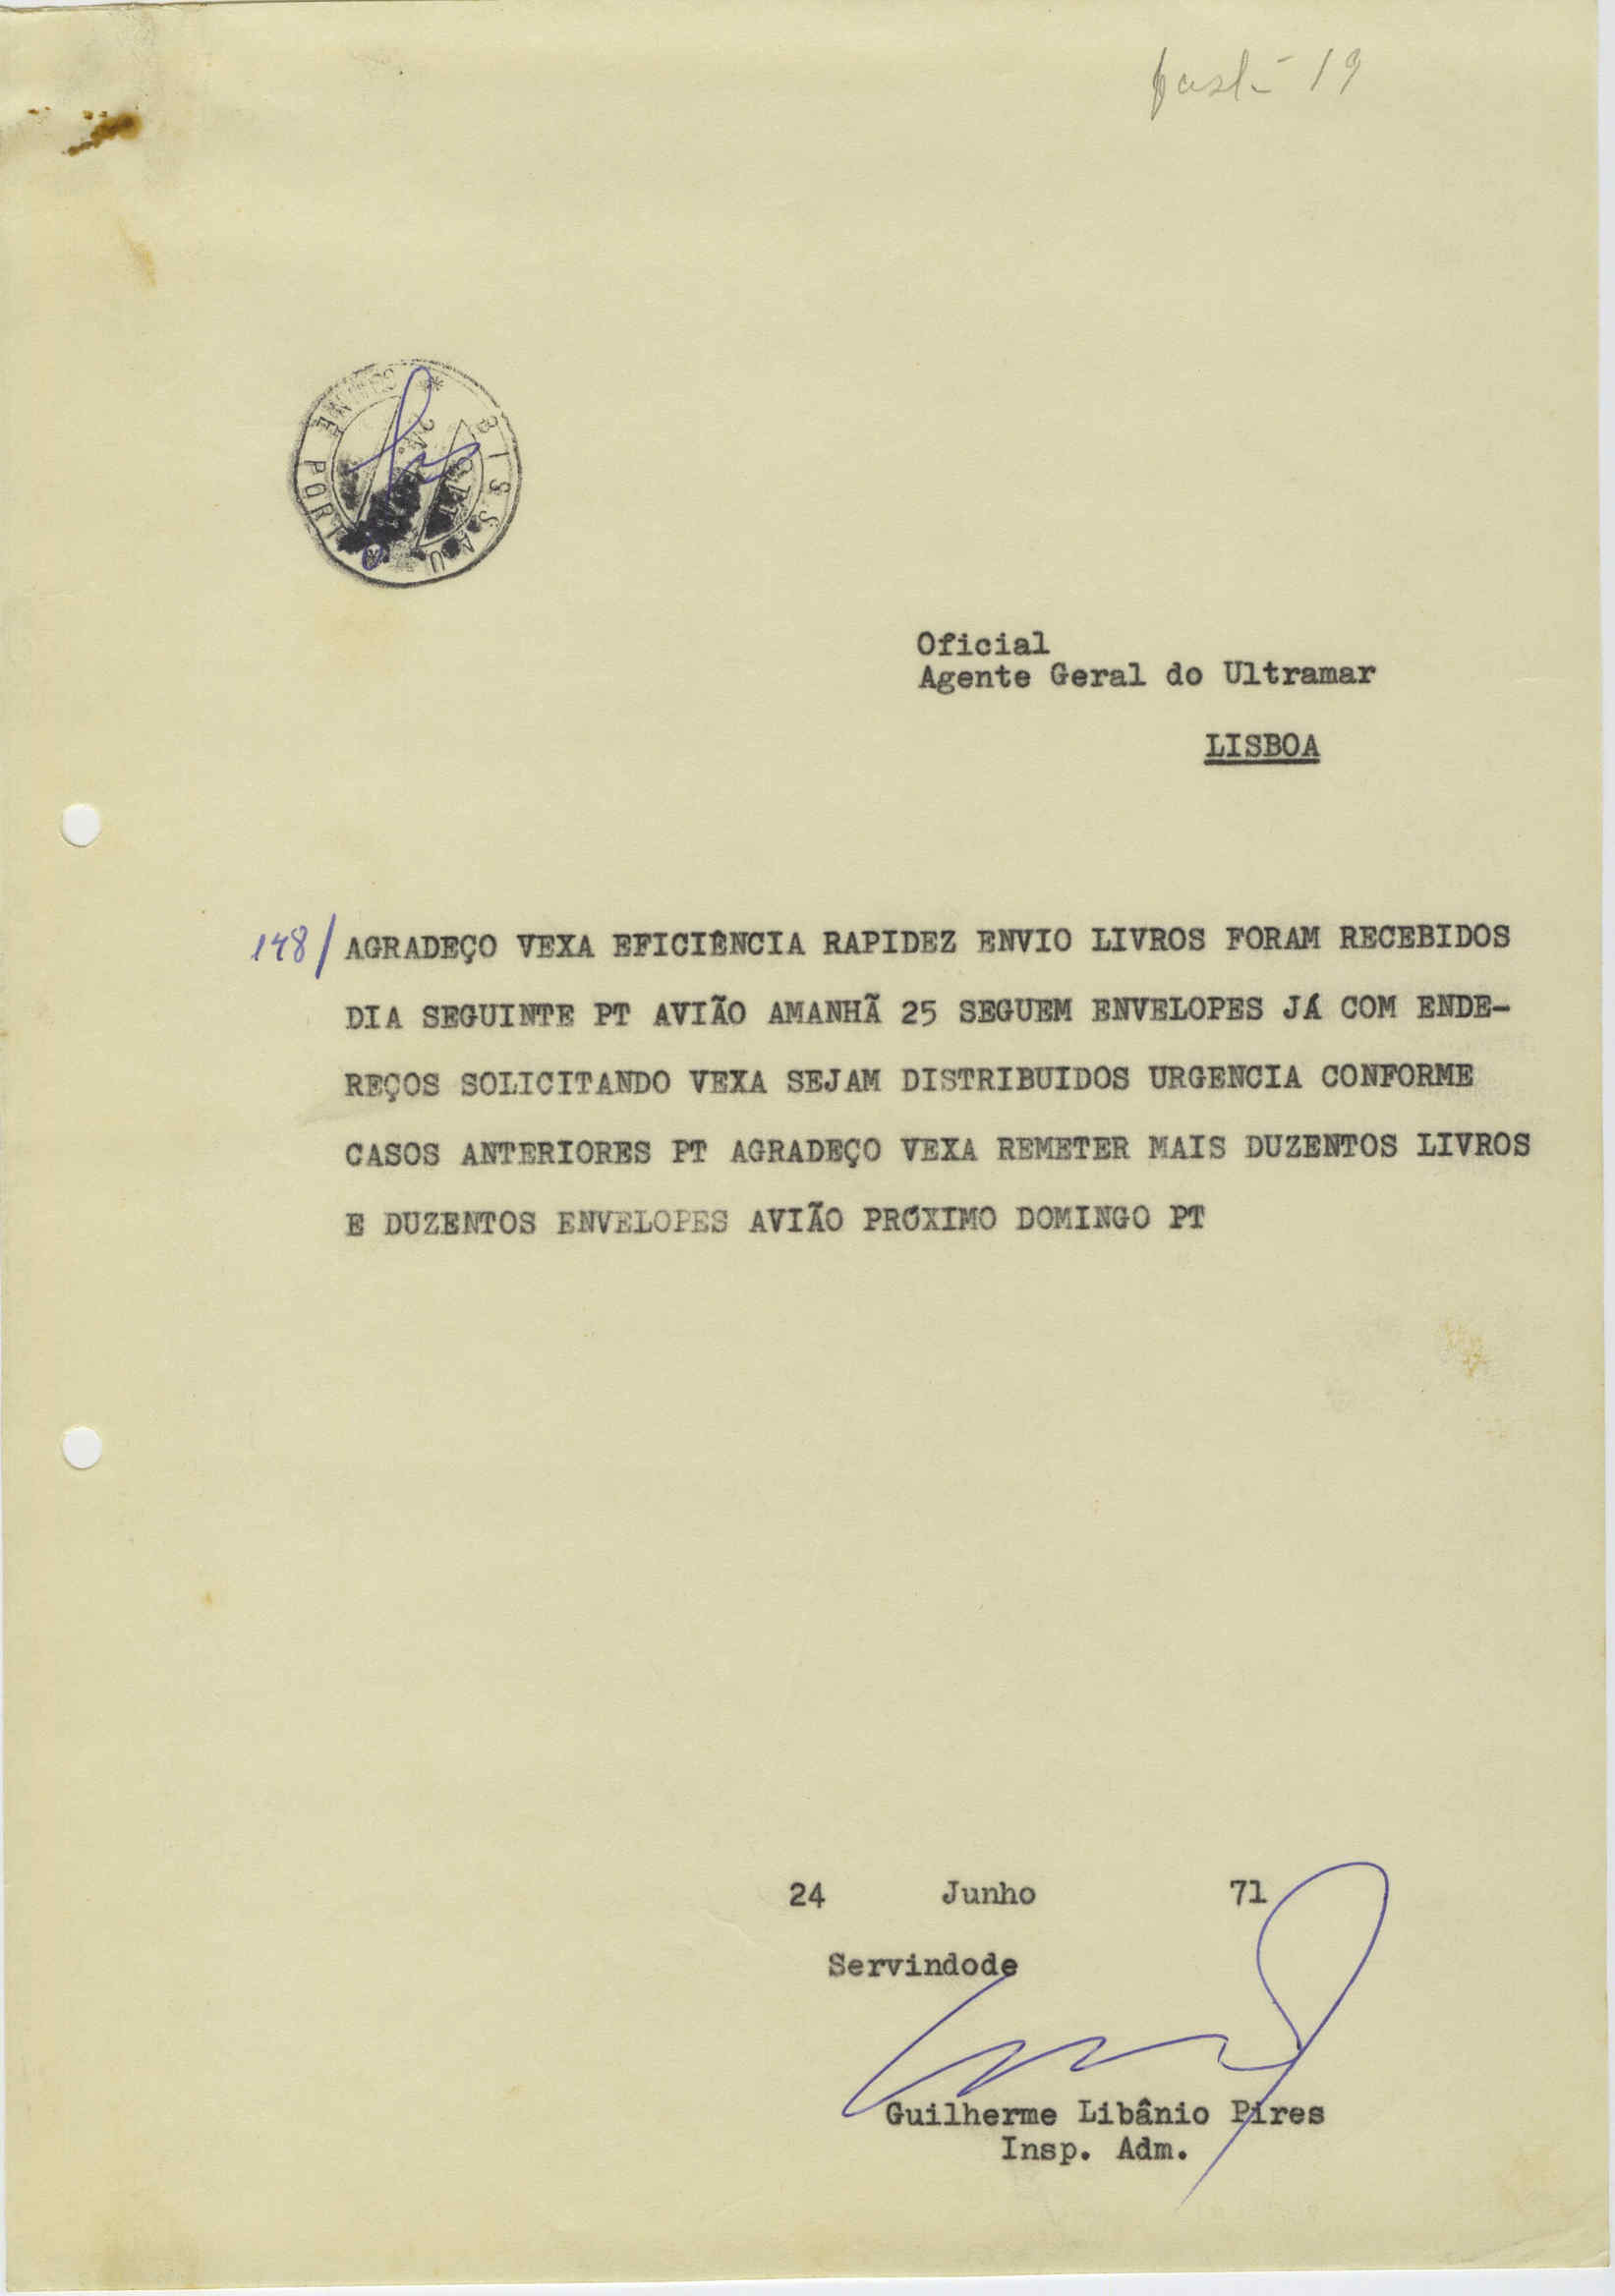 19
BISSAU
GUINÉ PORT
Oficial
Agente Geral do Ultramar
LISBOA
148/ AGRADEÇO VEXA EFICIÊNCIA RAPIDEZ ENVIO LIVROS FORAM RECEBIDOS
DIA SEGUINTE PT AVIÃO AMANHÃ 25 SEGUEM ENVELOPES JÁ COM ENDE-
REÇOS SOLICITANDO VEXA SEJAM DISTRIBUIDOS URGENCIA CONFORME
CASOS ANTERIORES PT AGRADEÇO VEXA REMETER MAIS DUZENTOS LIVROS
E DUZENTOS ENVELOPES AVIÃO PRÓXIMO DOMINGO PT
24 Junho 71
Servindode
Guilherme Libânio Pires
Insp. Adm.